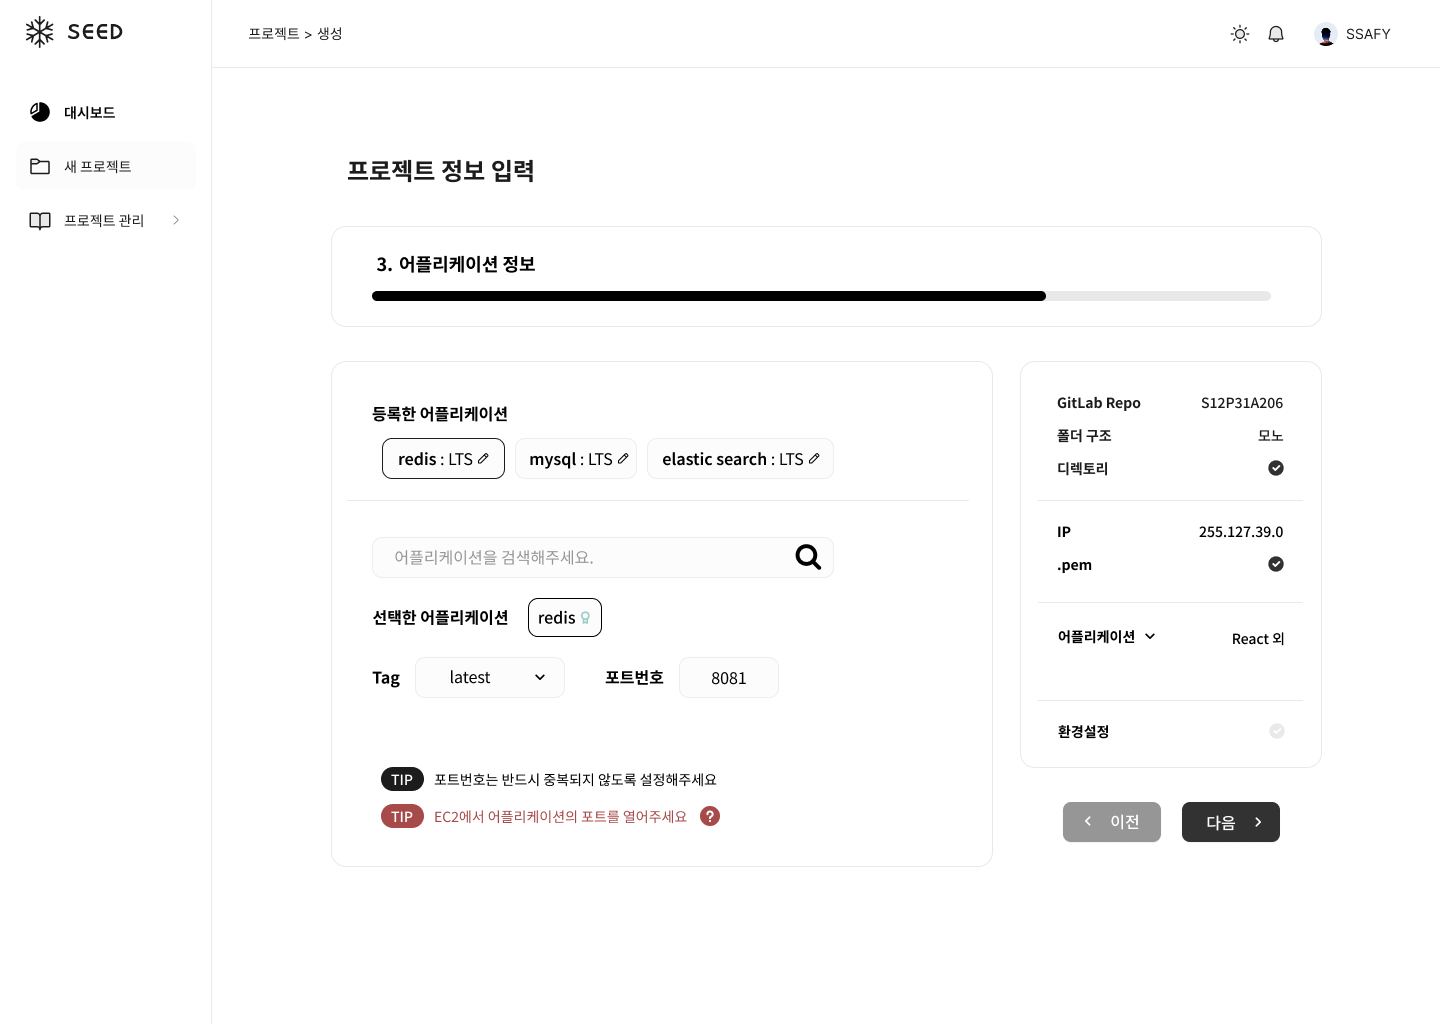 SEED
프로젝트 > 생성
SSAFY
대시보드
새 프로젝트
프로젝트 관리
프로젝트 정보 입력
3. 어플리케이션 정보
등록한 어플리케이션
redis : LTS
mysql : LTS
elastic search : LTS
어플리케이션을 검색해주세요.
선택한 어플리케이션
redis
Tag
latest
포트번호
8081
TIP 포트번호는 반드시 중복되지 않도록 설정해주세요
TIP EC2에서 어플리케이션의 포트를 열어주세요 ?
GitLab Repo S12P31A206
폴더 구조 모노
디렉토리
IP 255.127.39.0
.pem
어플리케이션 React 외
환경설정
이전
다음